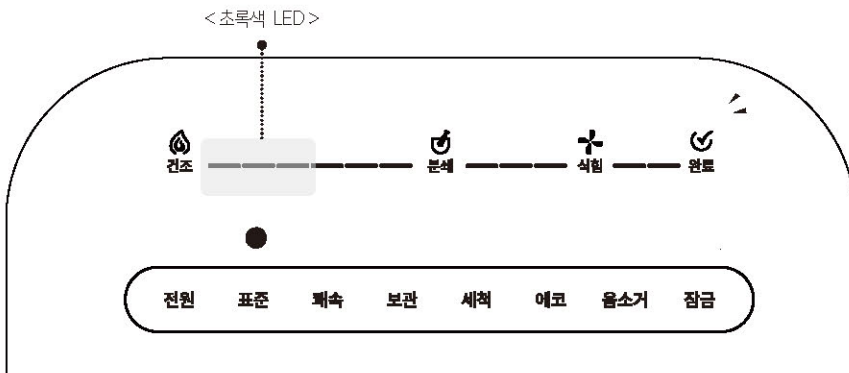 <초록색 LED>
건조 분쇄 식힘 완료
전원 표준 쾌속 보관 세척 에코 음소거 잠금